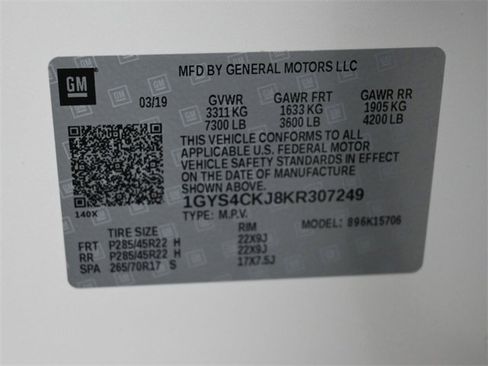 GM
MFD BY GENERAL MOTORS LLC
03/19 GVWR GAWR FRT GAWR RR
3311 KG 1633 KG 1905 KG
7300 LB 3600 LB 4200 LB
THIS VEHICLE CONFORMS TO ALL
APPLICABLE U.S. FEDERAL MOTOR
VEHICLE SAFETY STANDARDS IN EFFECT
ON THE DATE OF MANUFACTURE
SHOWN ABOVE.
140X 1GYS4CKJ8KR307249
TYPE: M.P.V. MODEL: 896K15706
TIRE SIZE RIM
FRT P285/45R22 H 22X9J
RR P285/45R22 H 22X9J
SPA 265/70R17 S 17X7.5J